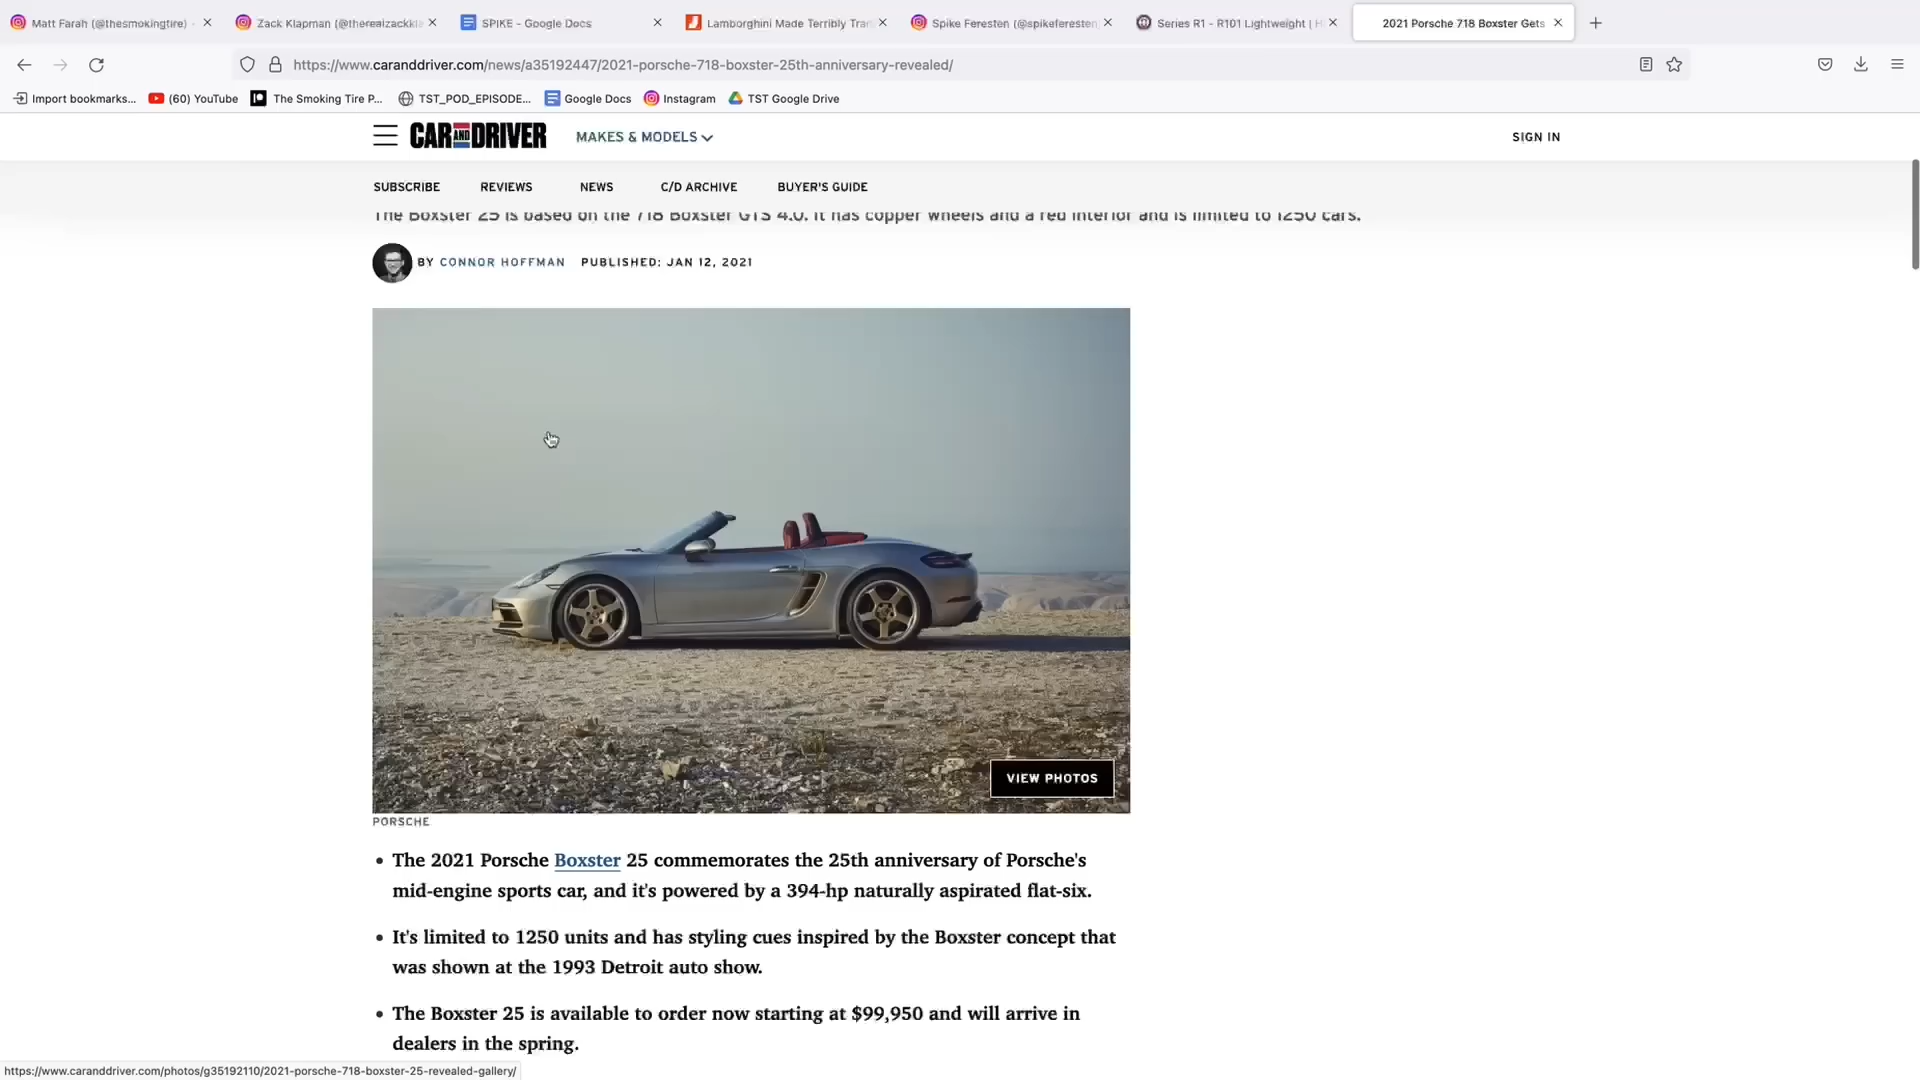 Matt Farah (@thesmokingtire)
Zack Klapman (@therealzackkl
SPIKE - Google Docs
Lamborghini Made Terribly Tra
Spike Feresten (@spikeferesten
Series R1 - R101 Lightweight | H
2021 Porsche 718 Boxster Gets
https://www.caranddriver.com/news/a35192447/2021-porsche-718-boxster-25th-anniversary-revealed/
Import bookmarks...
(60) YouTube
The Smoking Tire P...
TST_POD_EPISODE...
Google Docs
Instagram
TST Google Drive
CAR AND DRIVER
MAKES & MODELS
SIGN IN
SUBSCRIBE
REVIEWS
NEWS
C/D ARCHIVE
BUYER'S GUIDE
The Boxster 25 is based on the 718 Boxster GTS 4.0. It has copper wheels and a red interior and is limited to 1250 cars.
BY CONNOR HOFFMAN PUBLISHED: JAN 12, 2021
VIEW PHOTOS
PORSCHE
• The 2021 Porsche Boxster 25 commemorates the 25th anniversary of Porsche's
mid-engine sports car, and it's powered by a 394-hp naturally aspirated flat-six.
• It's limited to 1250 units and has styling cues inspired by the Boxster concept that
was shown at the 1993 Detroit auto show.
• The Boxster 25 is available to order now starting at $99,950 and will arrive in
dealers in the spring.
https://www.caranddriver.com/photos/g35192110/2021-porsche-718-boxster-25-revealed-gallery/